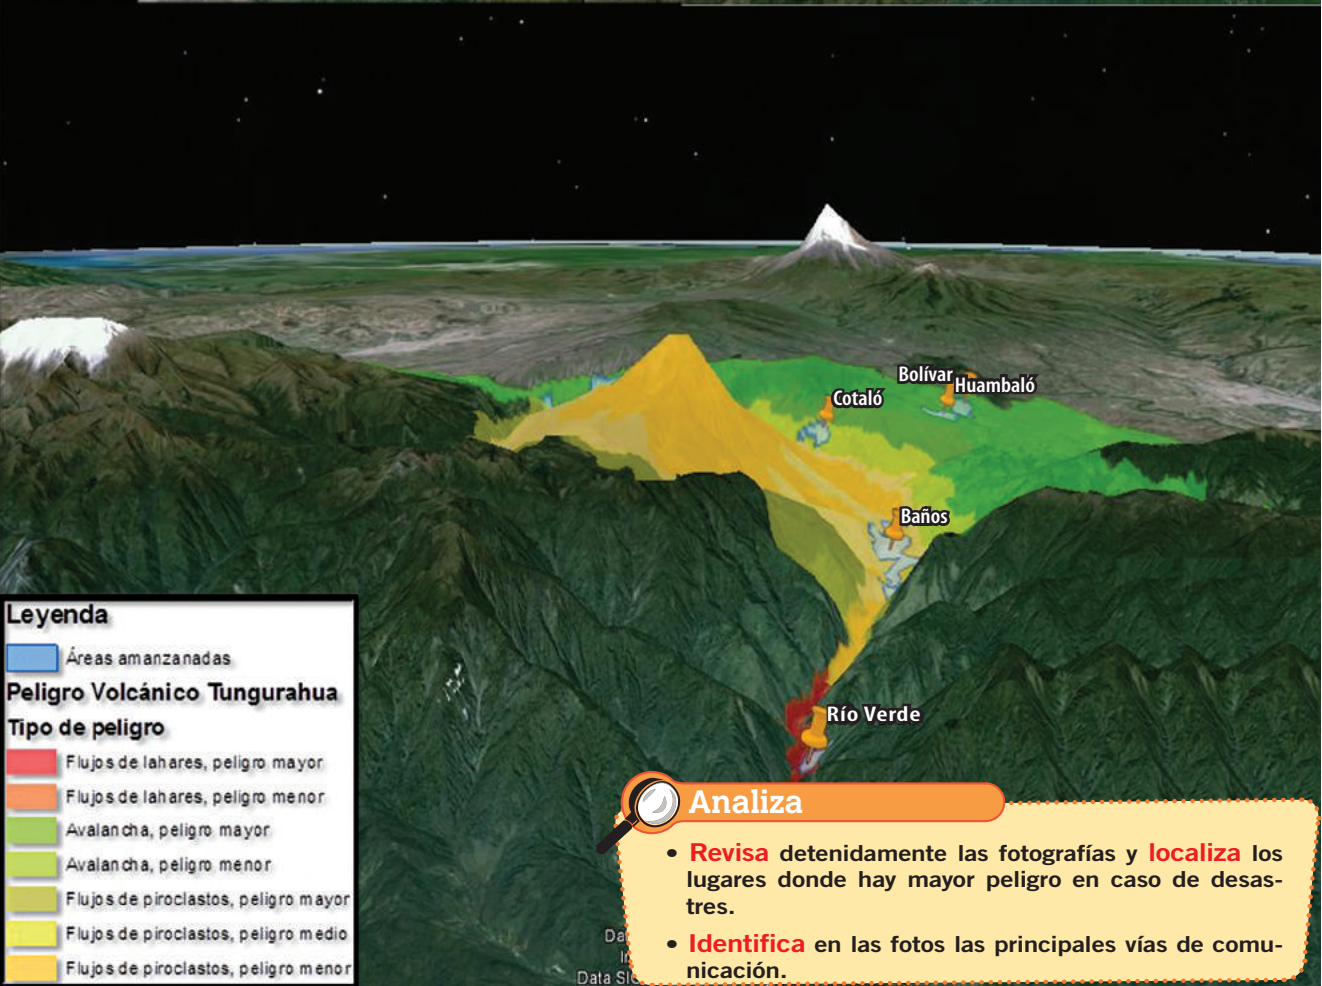 Bolívar
Huambaló
Cotaló
Baños
Río Verde
Leyenda
Áreas amanzanadas
Peligro Volcánico Tungurahua
Tipo de peligro
Flujos de lahares, peligro mayor
Flujos de lahares, peligro menor
Avalancha, peligro mayor
Avalancha, peligro menor
Flujos de piroclastos, peligro mayor
Flujos de piroclastos, peligro medio
Flujos de piroclastos, peligro menor
Analiza
• Revisa detenidamente las fotografías y localiza los
lugares donde hay mayor peligro en caso de desas-
tres.
• Identifica en las fotos las principales vías de comu-
nicación.
Data